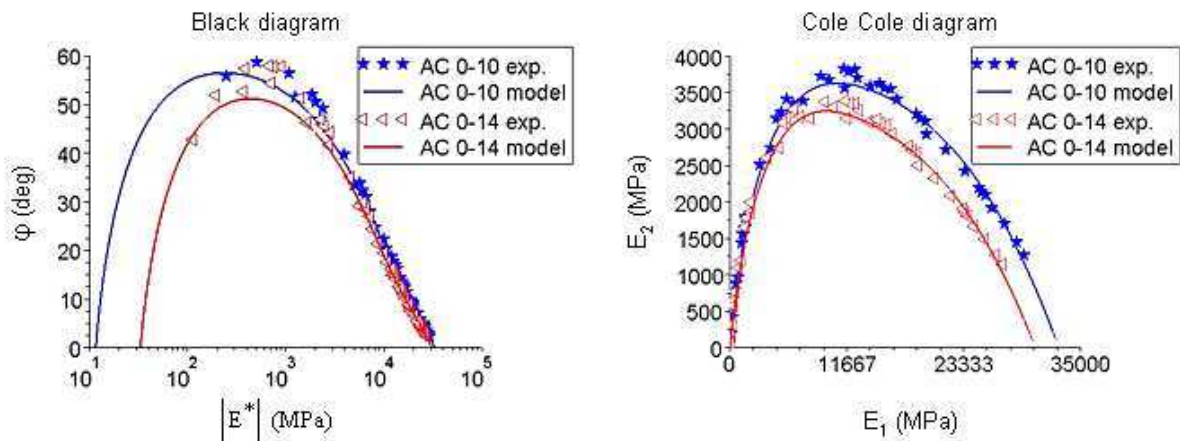 Black diagram
60
50
40
30
20
10
0
φ (deg)
10 1
10 2
10 3
10 4
10 5
|E*| (MPa)
AC 0-10 exp.
AC 0-10 model
AC 0-14 exp.
AC 0-14 model
Cole Cole diagram
4000
3500
3000
2500
2000
1500
1000
500
0
E2 (MPa)
0
11667
23333
35000
E1 (MPa)
AC 0-10 exp.
AC 0-10 model
AC 0-14 exp.
AC 0-14 model